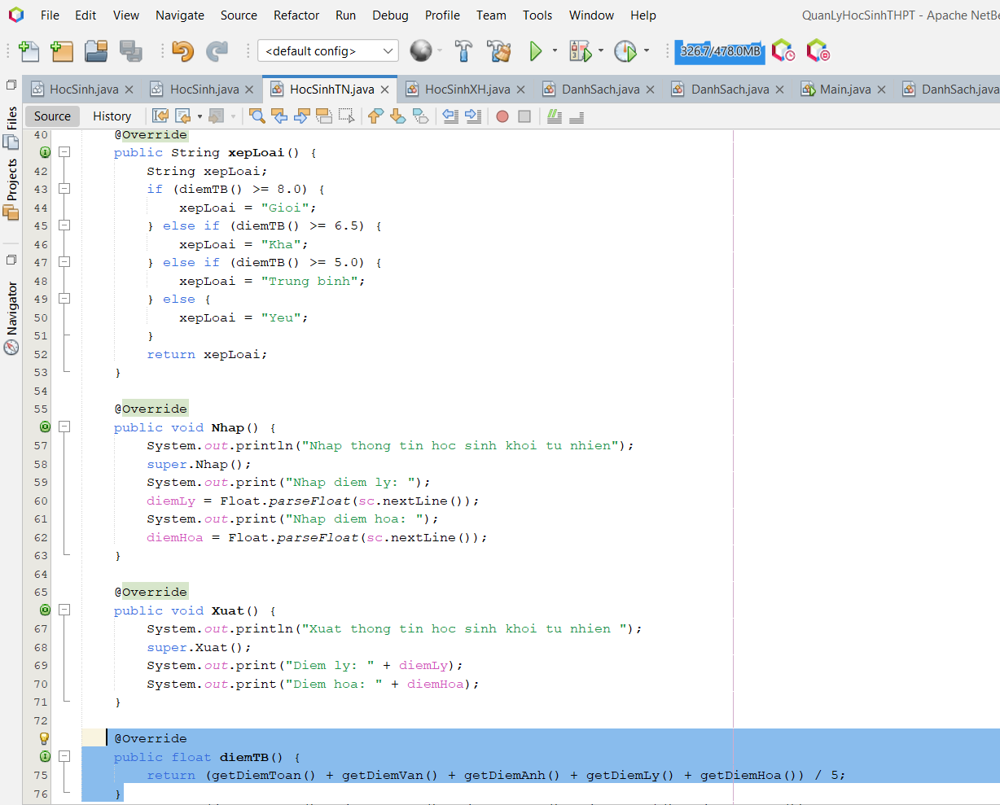 File Edit View Navigate Source Refactor Run Debug Profile Team Tools Window Help QuanLyHocSinhTHPT - Apache NetBe
<default config> 326.7/478.0MB
HocSinh.java HocSinh.java HocSinhTN.java HocSinhXH.java DanhSach.java DanhSach.java Main.java DanhSach.java
Source History
Files
Projects
Navigator
40 @Override
public String xepLoai() {
42 String xepLoai;
43 if (diemTB() >= 8.0) {
44 xepLoai = "Gioi";
45 } else if (diemTB() >= 6.5) {
46 xepLoai = "Kha";
47 } else if (diemTB() >= 5.0) {
48 xepLoai = "Trung binh";
49 } else {
50 xepLoai = "Yeu";
51 }
52 return xepLoai;
53 }
54
55 @Override
public void Nhap() {
57 System.out.println("Nhap thong tin hoc sinh khoi tu nhien");
58 super.Nhap();
59 System.out.print("Nhap diem ly: ");
60 diemLy = Float.parseFloat(sc.nextLine());
61 System.out.print("Nhap diem hoa: ");
62 diemHoa = Float.parseFloat(sc.nextLine());
63 }
64
65 @Override
public void Xuat() {
67 System.out.println("Xuat thong tin hoc sinh khoi tu nhien ");
68 super.Xuat();
69 System.out.print("Diem ly: " + diemLy);
70 System.out.print("Diem hoa: " + diemHoa);
71 }
72
@Override
public float diemTB() {
75 return (getDiemToan() + getDiemVan() + getDiemAnh() + getDiemLy() + getDiemHoa()) / 5;
76 }